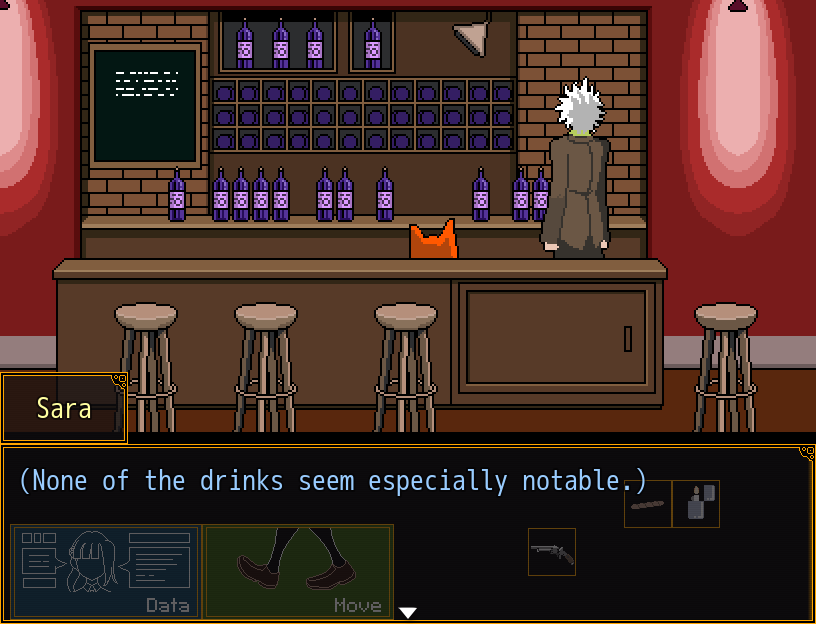 Sara
(None of the drinks seem especially notable.)
Data
Move